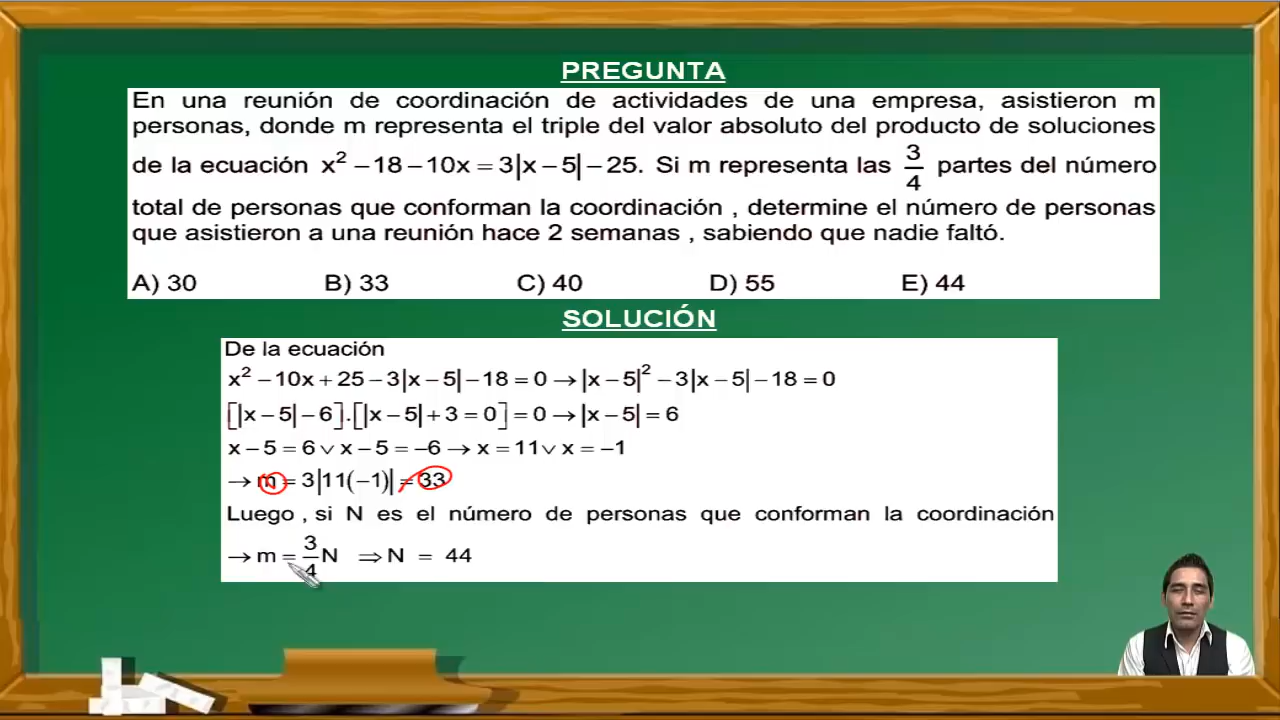 PREGUNTA
En una reunión de coordinación de actividades de una empresa, asistieron m
personas, donde m representa el triple del valor absoluto del producto de soluciones
de la ecuación x² − 18 − 10x = 3|x − 5| − 25. Si m representa las 3/4 partes del número
total de personas que conforman la coordinación , determine el número de personas
que asistieron a una reunión hace 2 semanas , sabiendo que nadie faltó.
A) 30 B) 33 C) 40 D) 55 E) 44
SOLUCIÓN
De la ecuación
x² − 10x + 25 − 3|x − 5| − 18 = 0 → |x − 5|² − 3|x − 5| − 18 = 0
[|x − 5| − 6].[|x − 5| + 3 = 0] = 0 → |x − 5| = 6
x − 5 = 6 ∨ x − 5 = −6 → x = 11 ∨ x = −1
→ m = 3|11(−1)| = 33
Luego , si N es el número de personas que conforman la coordinación
→ m = 3/4 N ⇒ N = 44